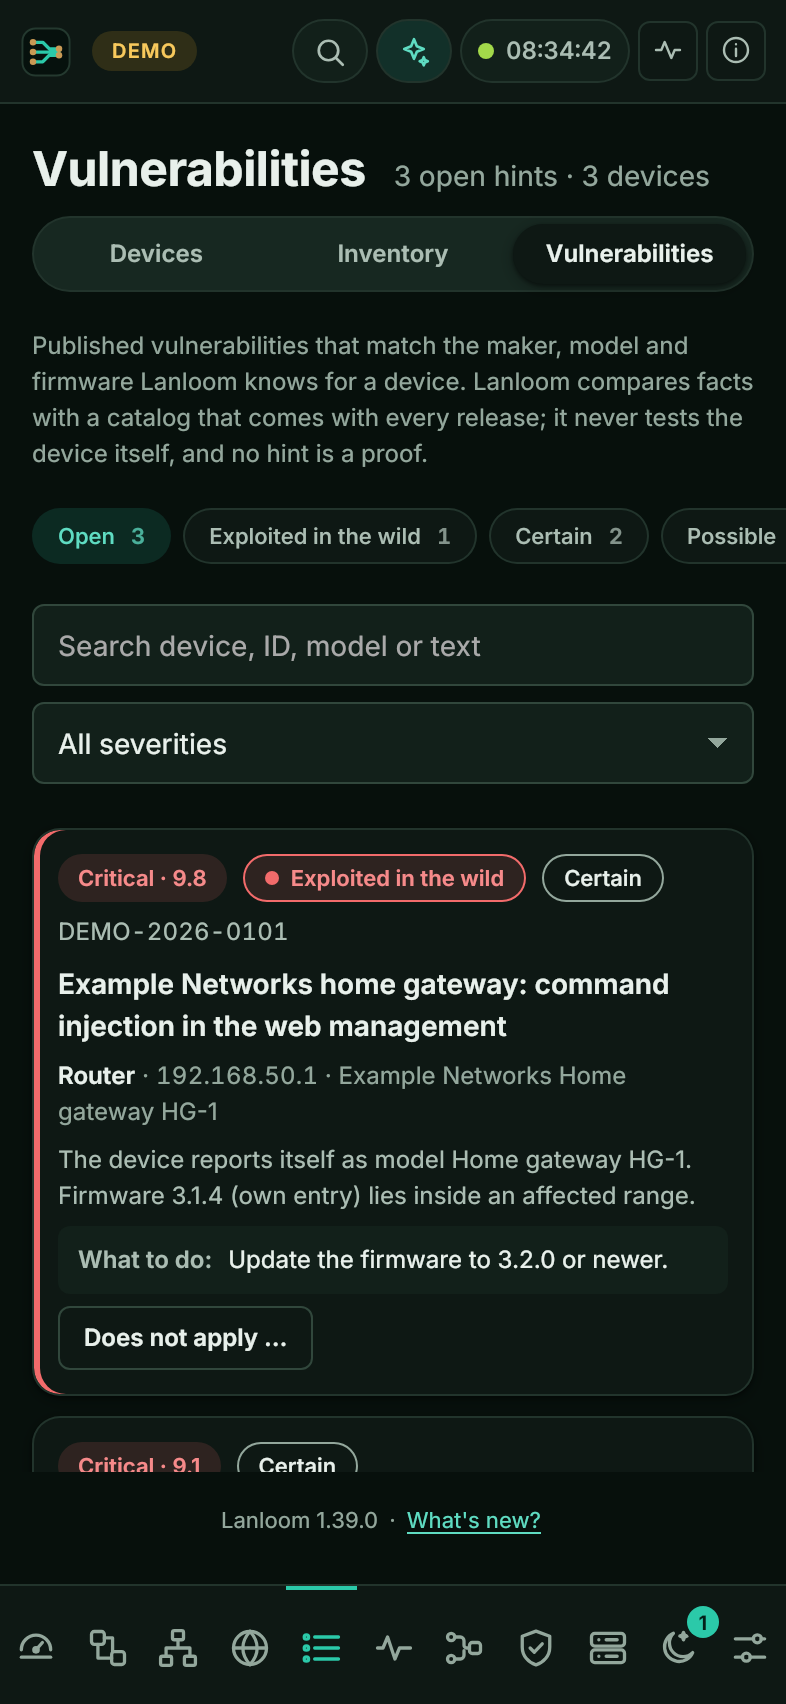 DEMO
08:34:42
Vulnerabilities 3 open hints · 3 devices
Devices Inventory Vulnerabilities
Published vulnerabilities that match the maker, model and
firmware Lanloom knows for a device. Lanloom compares facts
with a catalog that comes with every release; it never tests the
device itself, and no hint is a proof.
Open 3 Exploited in the wild 1 Certain 2 Possible
Search device, ID, model or text
All severities
Critical · 9.8 Exploited in the wild Certain
DEMO-2026-0101
Example Networks home gateway: command
injection in the web management
Router · 192.168.50.1 · Example Networks Home
gateway HG-1
The device reports itself as model Home gateway HG-1.
Firmware 3.1.4 (own entry) lies inside an affected range.
What to do: Update the firmware to 3.2.0 or newer.
Does not apply ...
Critical · 9.1 Certain
Lanloom 1.39.0 · What's new?
1